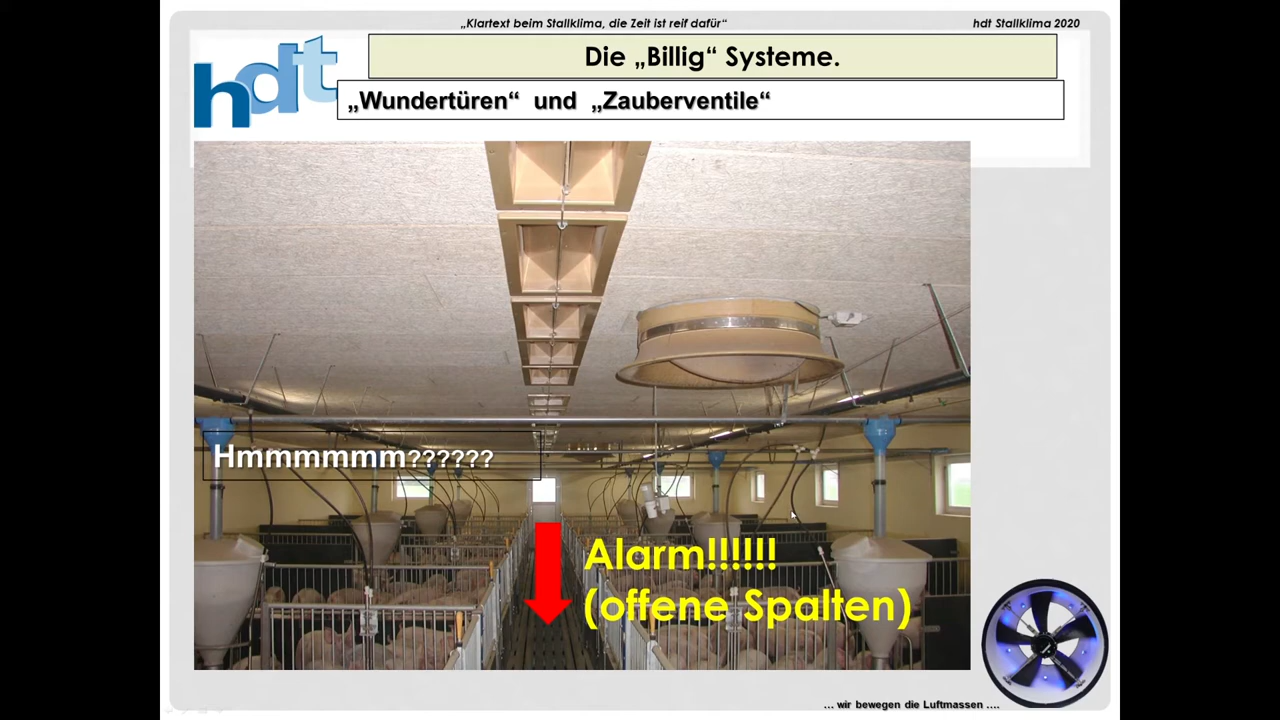 „Klartext beim Stallklima, die Zeit ist reif dafür“
hdt Stallklima 2020
hdt
Die „Billig“ Systeme.
„Wundertüren“ und „Zauberventile“
Hmmmmmm??????
Alarm!!!!!!
(offene Spalten)
... wir bewegen die Luftmassen ....